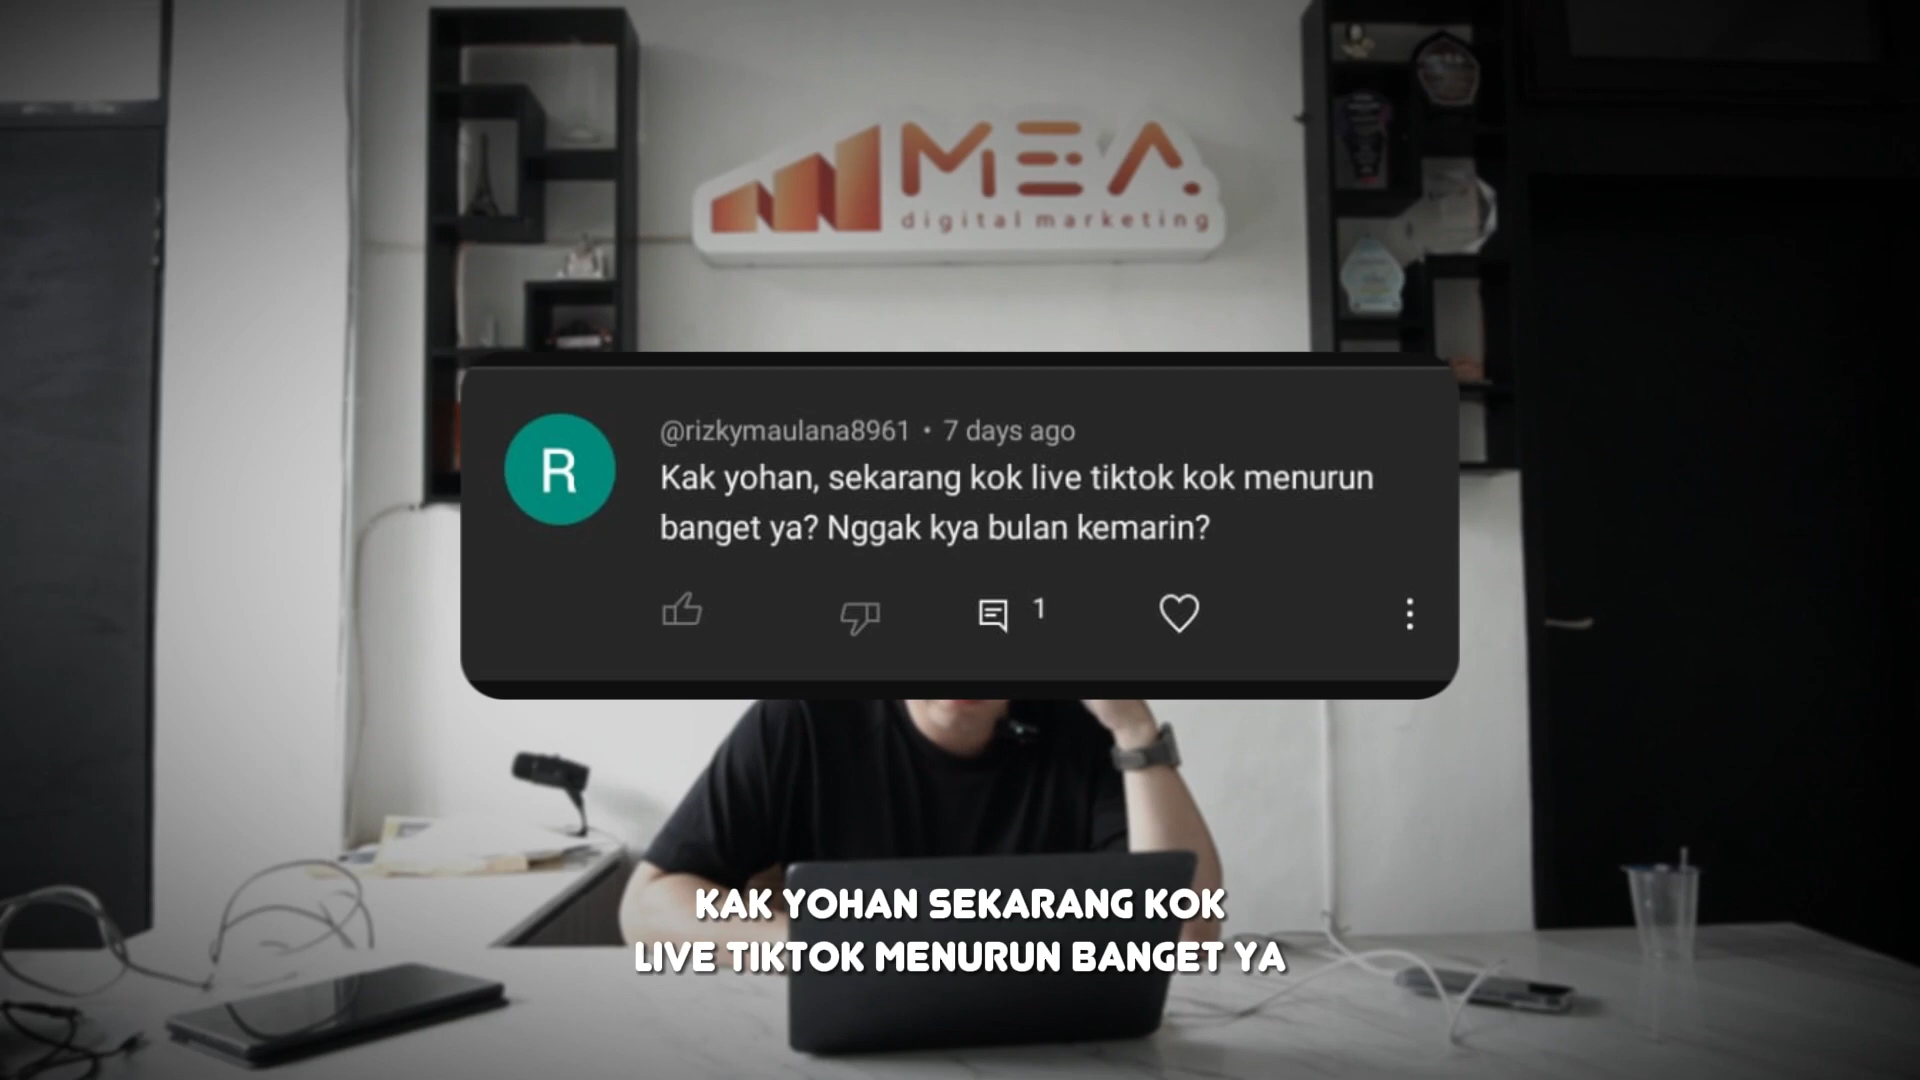 MEA.
digital marketing
R
@rizkymaulana8961 • 7 days ago
Kak yohan, sekarang kok live tiktok kok menurun
banget ya? Nggak kya bulan kemarin?
1
KAK YOHAN SEKARANG KOK
LIVE TIKTOK MENURUN BANGET YA